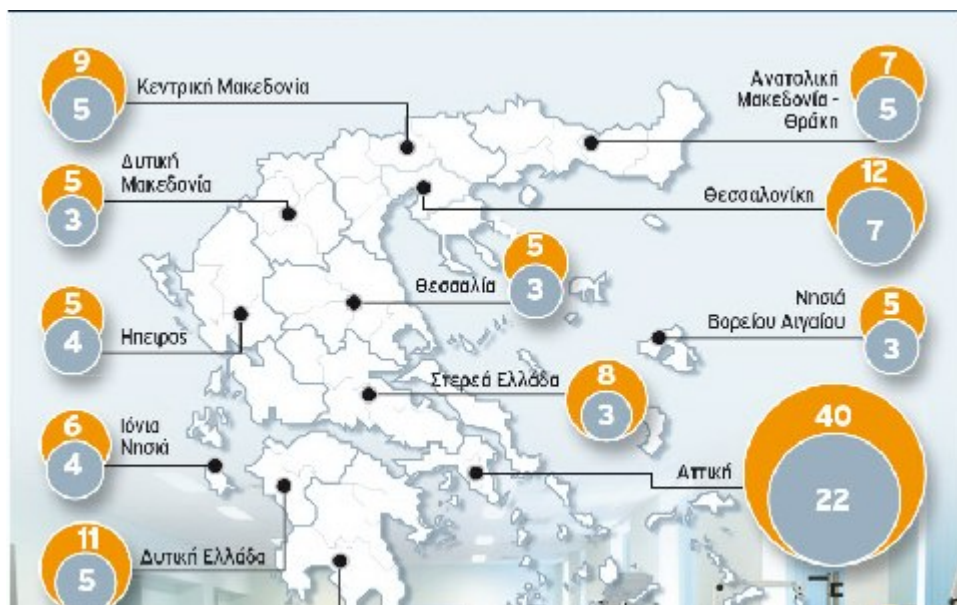 9
5
Κεντρική Μακεδονία
7
5
Ανατολική
Μακεδονία -
Θράκη
5
3
Δυτική
Μακεδονία
12
7
Θεσσαλονίκη
5
3
Θεσσαλία
5
4
Ηπειρος
5
3
Νησιά
Βορείου Αιγαίου
8
3
Στερεά Ελλάδα
6
4
Ιόνια
Νησιά
40
22
Αττική
11
5
Δυτική Ελλάδα